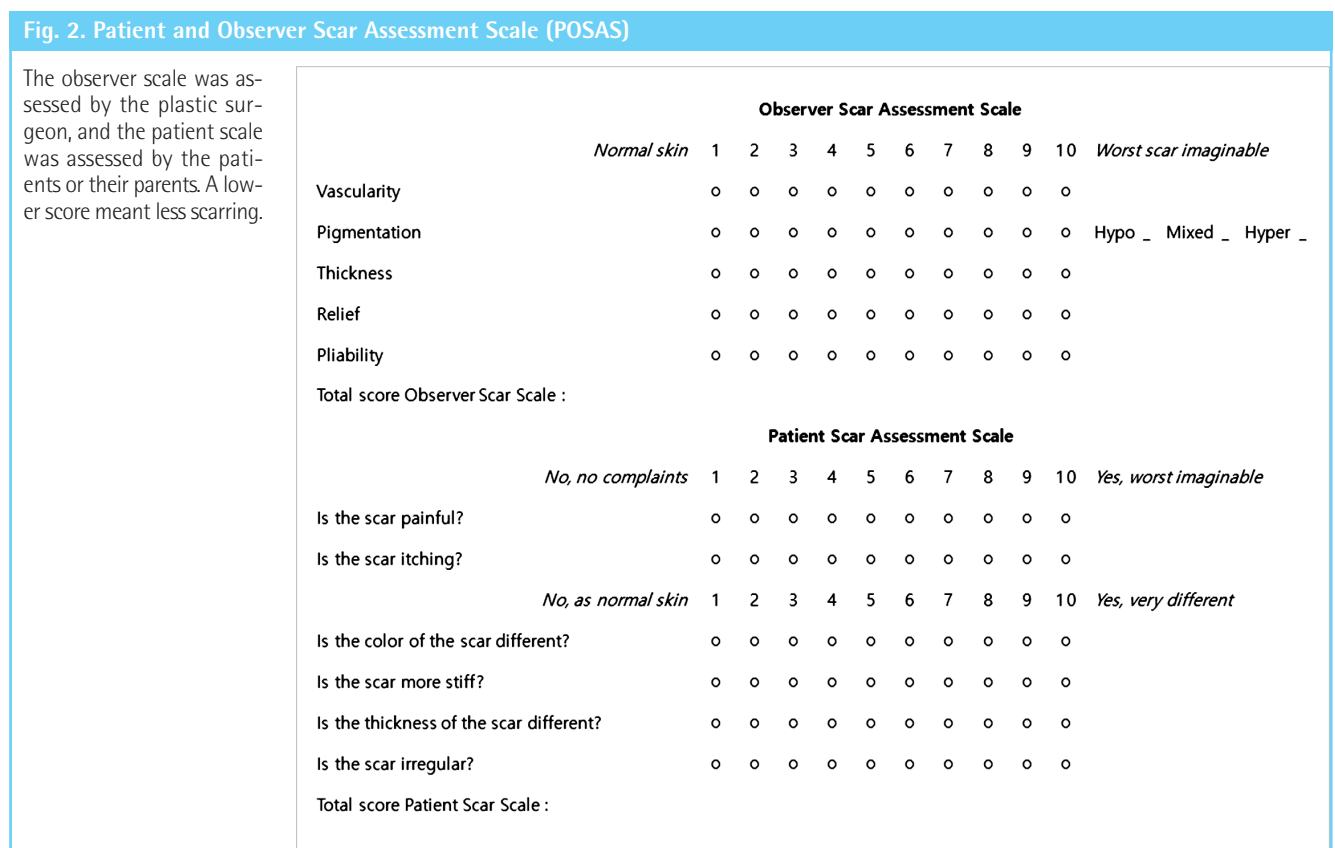 Fig. 2. Patient and Observer Scar Assessment Scale (POSAS)
The observer scale was as-
sessed by the plastic sur-
geon, and the patient scale
was assessed by the pati-
ents or their parents. A low-
er score meant less scarring.
Observer Scar Assessment Scale
Normal skin 1 2 3 4 5 6 7 8 9 10 Worst scar imaginable
Vascularity
Pigmentation Hypo _ Mixed _ Hyper _
Thickness
Relief
Pliability
Total score Observer Scar Scale :
Patient Scar Assessment Scale
No, no complaints 1 2 3 4 5 6 7 8 9 10 Yes, worst imaginable
Is the scar painful?
Is the scar itching?
No, as normal skin 1 2 3 4 5 6 7 8 9 10 Yes, very different
Is the color of the scar different?
Is the scar more stiff?
Is the thickness of the scar different?
Is the scar irregular?
Total score Patient Scar Scale :